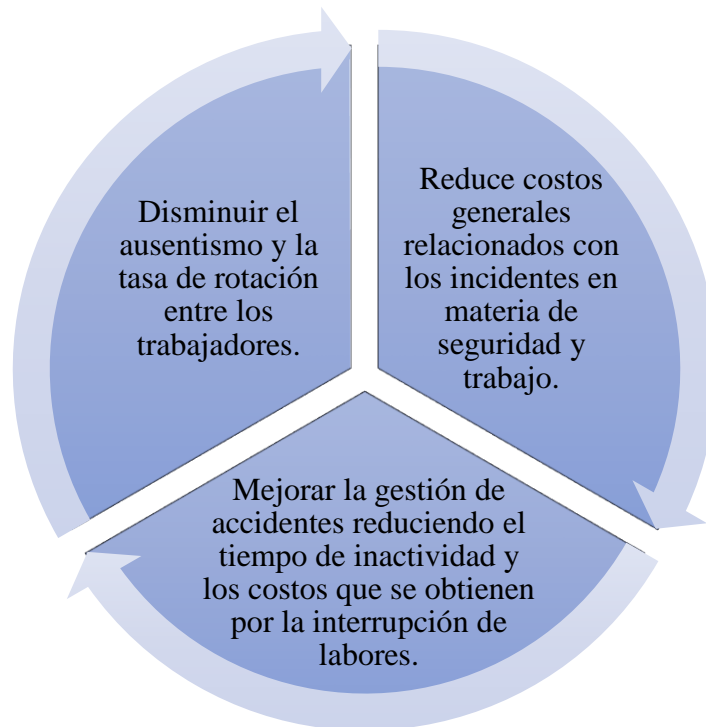 Disminuir el
ausentismo y la
tasa de rotación
entre los
trabajadores.
Reduce costos
generales
relacionados con
los incidentes en
materia de
seguridad y
trabajo.
Mejorar la gestión de
accidentes reduciendo el
tiempo de inactividad y
los costos que se obtienen
por la interrupción de
labores.